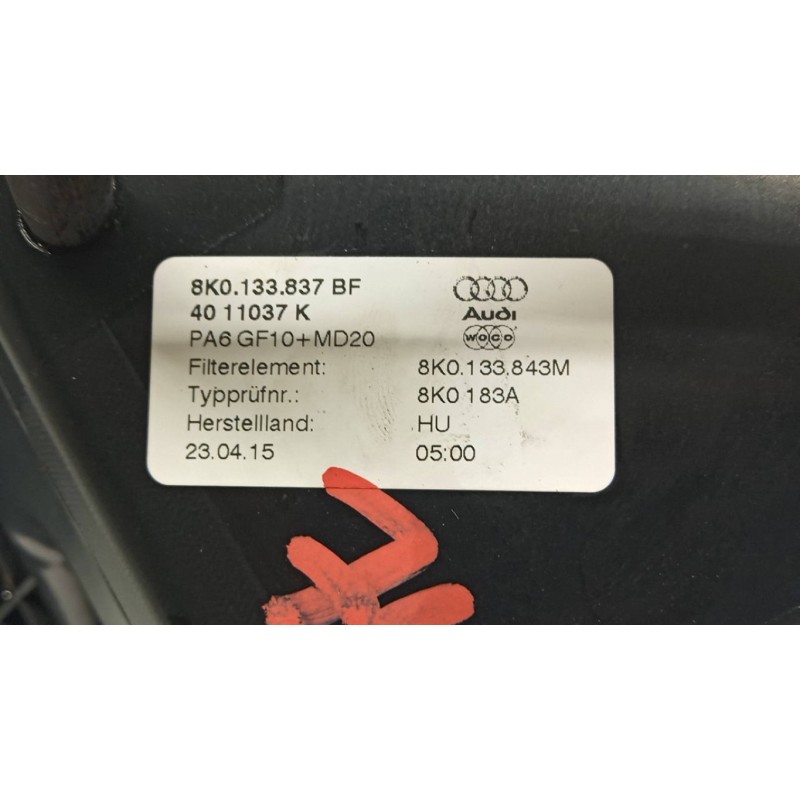 8K0.133.837 BF
40 11037 K
Audi
PA6 GF10+MD20
WOCO
Filterelement: 8K0.133.843M
Typprüfnr.: 8K0 183A
Herstellland: HU
23.04.15 05:00